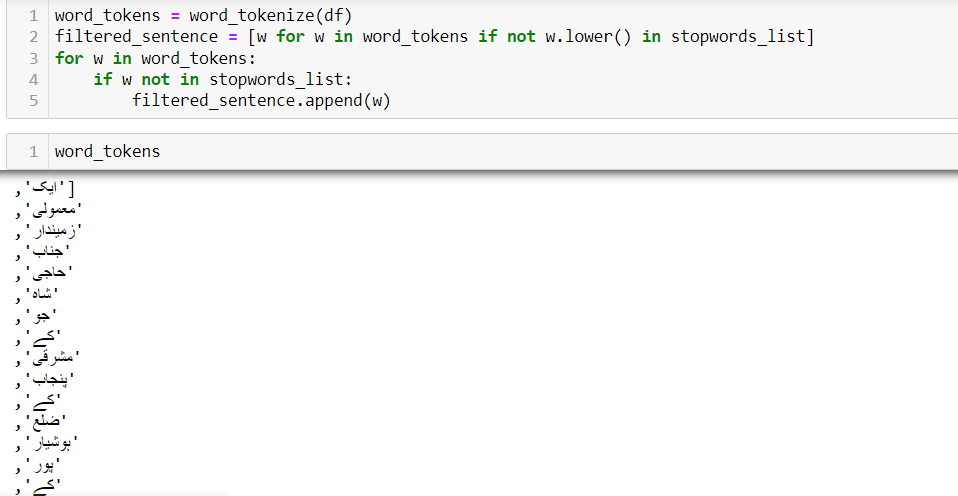 1 word_tokens = word_tokenize(df)
2 filtered_sentence = [w for w in word_tokens if not w.lower() in stopwords_list]
3 for w in word_tokens:
4     if w not in stopwords_list:
5         filtered_sentence.append(w)
1 word_tokens
['ایک',
'معمولی',
'زمیندار',
'جناب',
'حاجی',
'شاہ',
'جو',
'کے',
'مشرقی',
'پنجاب',
'کے',
'ضلع',
'ہوشیار',
'پور',
'کے',